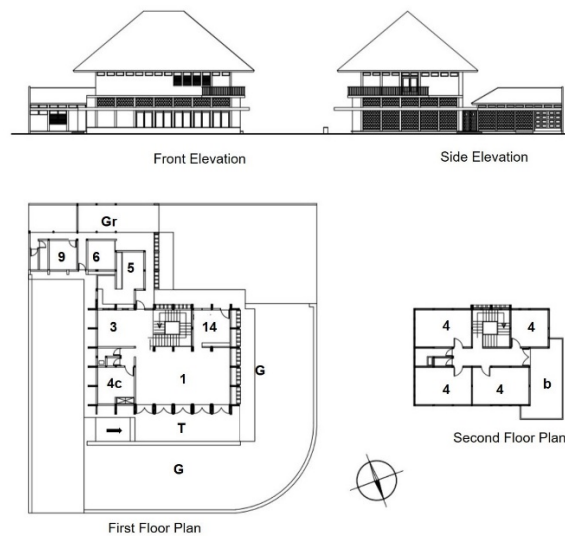 Front Elevation
Side Elevation
Gr
9
6
5
3
14
4
4
4c
1
G
4
4
b
T
Second Floor Plan
G
First Floor Plan